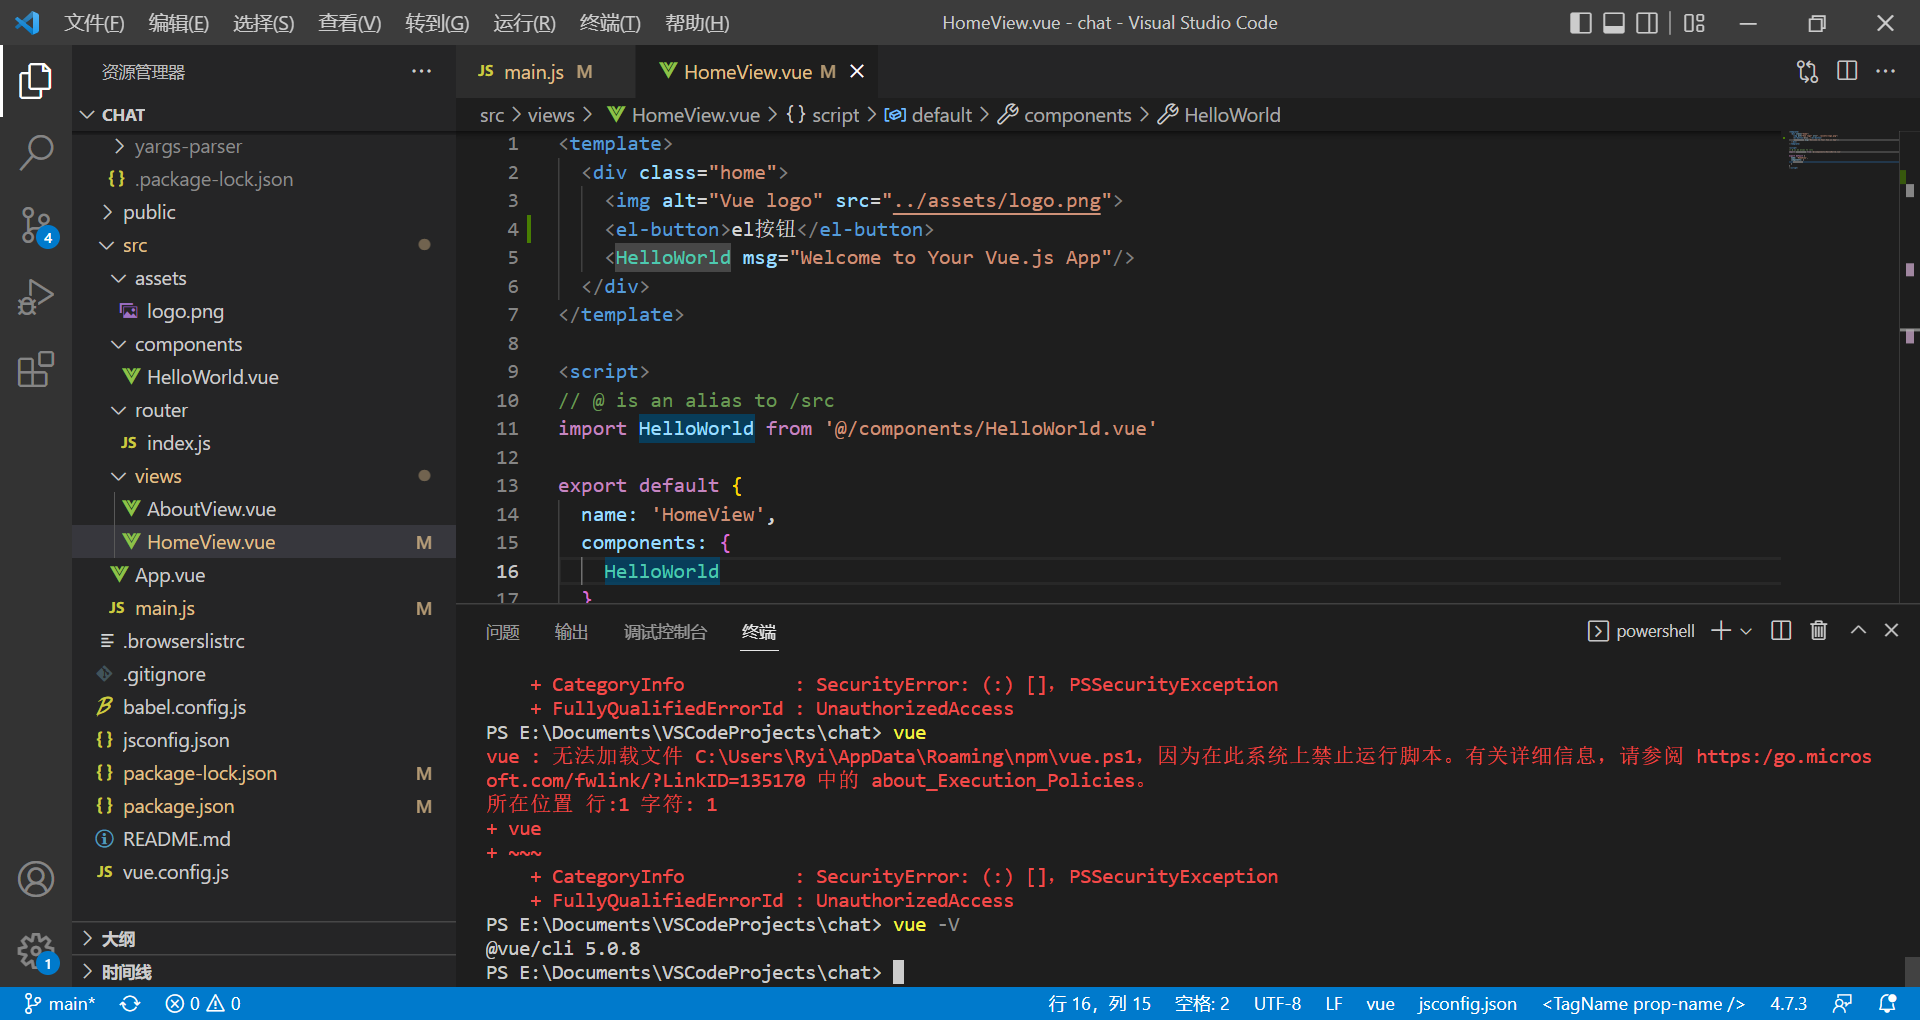 文件(F) 编辑(E) 选择(S) 查看(V) 转到(G) 运行(R) 终端(T) 帮助(H) HomeView.vue - chat - Visual Studio Code
资源管理器
CHAT
yargs-parser
{} .package-lock.json
public
src
assets
logo.png
components
HelloWorld.vue
router
JS index.js
views
AboutView.vue
HomeView.vue M
App.vue
JS main.js M
.browserslistrc
.gitignore
babel.config.js
{} jsconfig.json
{} package-lock.json M
{} package.json M
README.md
JS vue.config.js
大纲
时间线
4
1
JS main.js M HomeView.vue M
src > views > HomeView.vue > {} script > default > components > HelloWorld
1 <template>
2 <div class="home">
3 <img alt="Vue logo" src="../assets/logo.png">
4 <el-button>el按钮</el-button>
5 <HelloWorld msg="Welcome to Your Vue.js App"/>
6 </div>
7 </template>
8
9 <script>
10 // @ is an alias to /src
11 import HelloWorld from '@/components/HelloWorld.vue'
12
13 export default {
14 name: 'HomeView',
15 components: {
16 HelloWorld
17 }
问题 输出 调试控制台 终端 powershell
+ CategoryInfo : SecurityError: (:) [], PSSecurityException
+ FullyQualifiedErrorId : UnauthorizedAccess
PS E:\Documents\VSCodeProjects\chat> vue
vue : 无法加载文件 C:\Users\Ryi\AppData\Roaming\npm\vue.ps1，因为在此系统上禁止运行脚本。有关详细信息，请参阅 https:/go.micros
oft.com/fwlink/?LinkID=135170 中的 about_Execution_Policies。
所在位置 行:1 字符: 1
+ vue
+ ~~~
+ CategoryInfo : SecurityError: (:) [], PSSecurityException
+ FullyQualifiedErrorId : UnauthorizedAccess
PS E:\Documents\VSCodeProjects\chat> vue -V
@vue/cli 5.0.8
PS E:\Documents\VSCodeProjects\chat>
main* 0 0 行 16，列 15 空格: 2 UTF-8 LF vue jsconfig.json <TagName prop-name /> 4.7.3